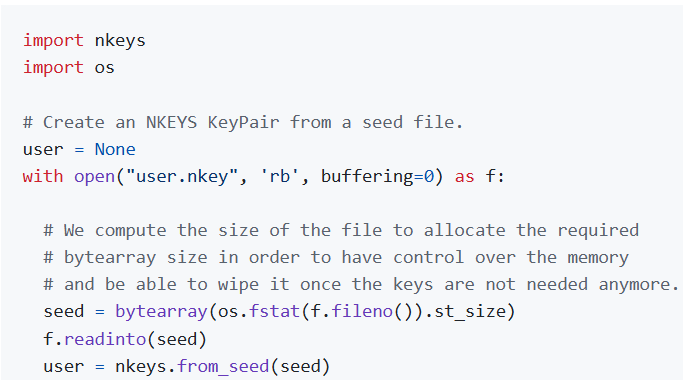 import nkeys
import os
# Create an NKEYS KeyPair from a seed file.
user = None
with open("user.nkey", 'rb', buffering=0) as f:
# We compute the size of the file to allocate the required
# bytearray size in order to have control over the memory
# and be able to wipe it once the keys are not needed anymore.
seed = bytearray(os.fstat(f.fileno()).st_size)
f.readinto(seed)
user = nkeys.from_seed(seed)